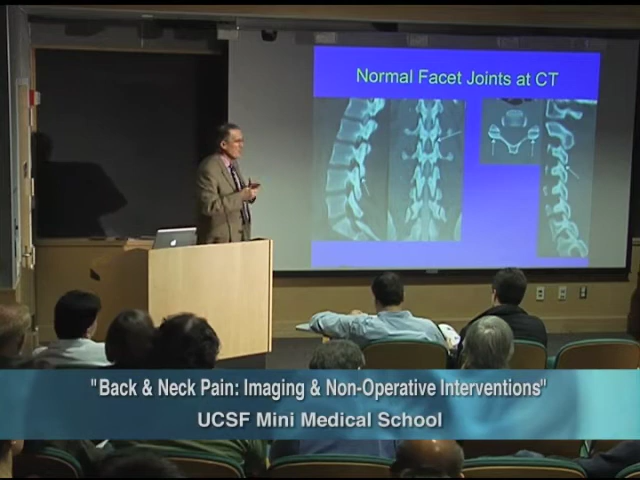 Normal Facet Joints at CT
"Back & Neck Pain: Imaging & Non-Operative Interventions"
UCSF Mini Medical School